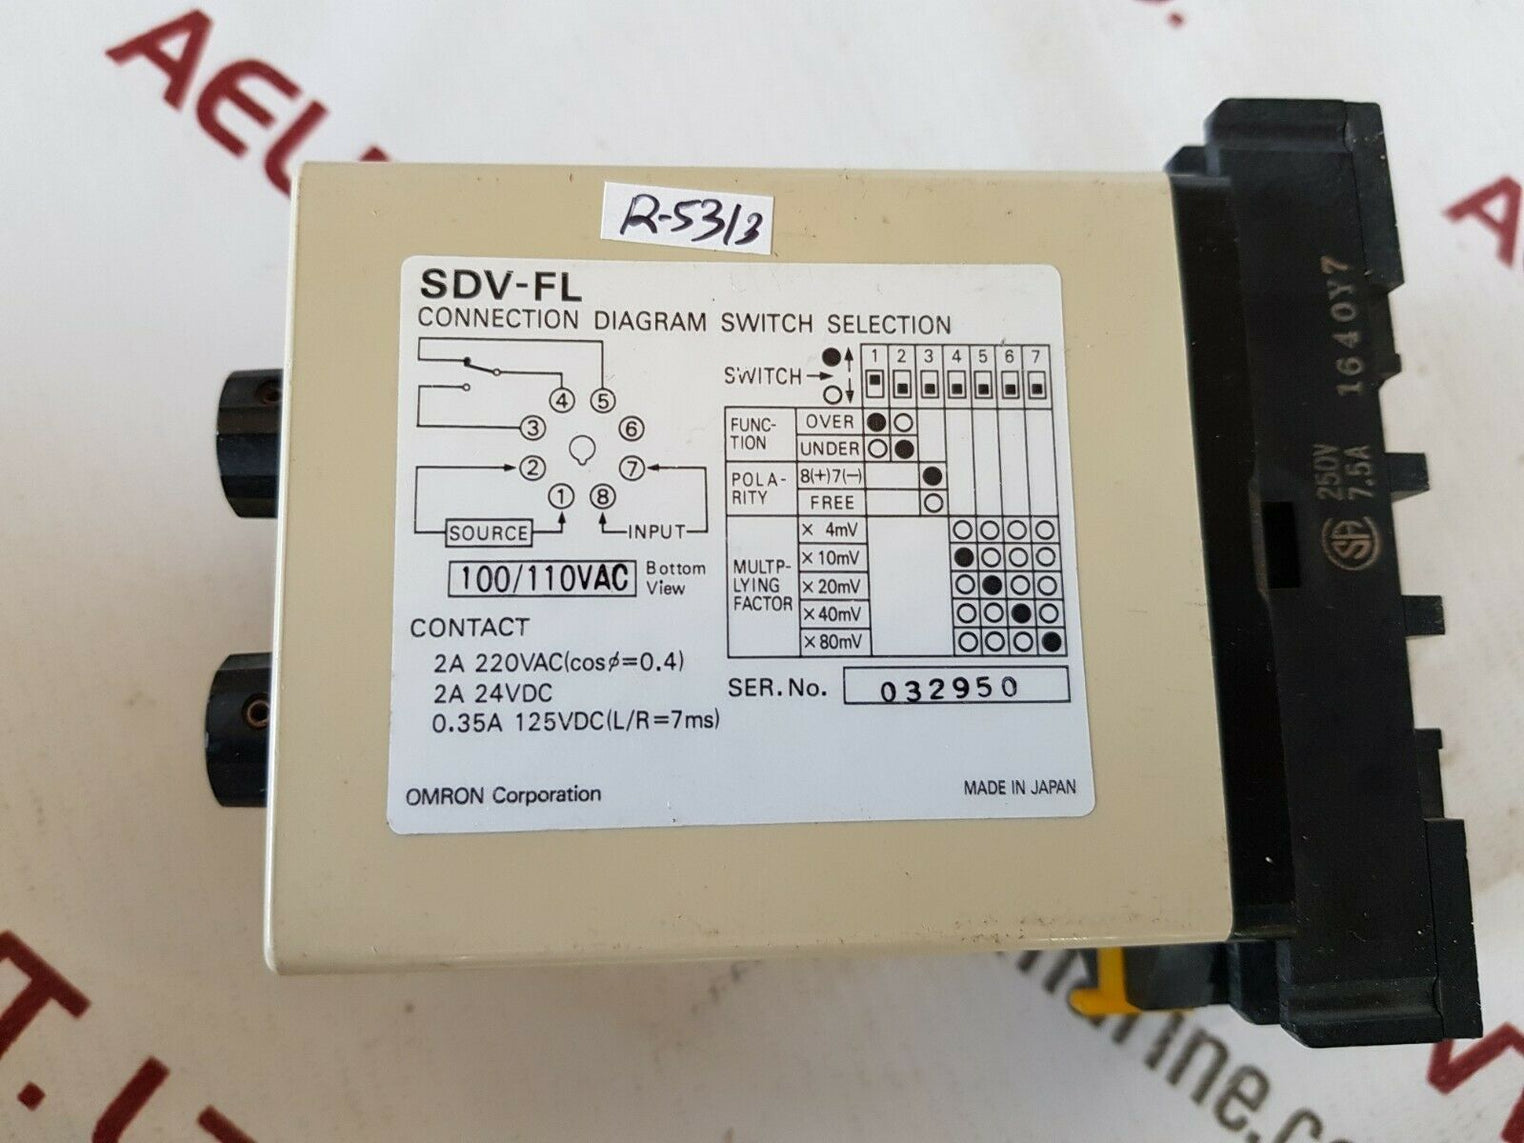 R-53/3
SDV-FL
CONNECTION DIAGRAM SWITCH SELECTION
SWITCH 1 2 3 4 5 6 7
4 5
3 6
2 7
1 8
SOURCE
INPUT
100/110VAC Bottom View
FUNC-TION OVER
UNDER
POLA-RITY 8(+)7(−)
FREE
MULTP-LYING FACTOR × 4mV
× 10mV
× 20mV
× 40mV
× 80mV
CONTACT
2A 220VAC(cosφ=0.4)
2A 24VDC
0.35A 125VDC(L/R=7ms)
SER.No. 032950
OMRON Corporation
MADE IN JAPAN
1640Y7
250V
7.5A
SA